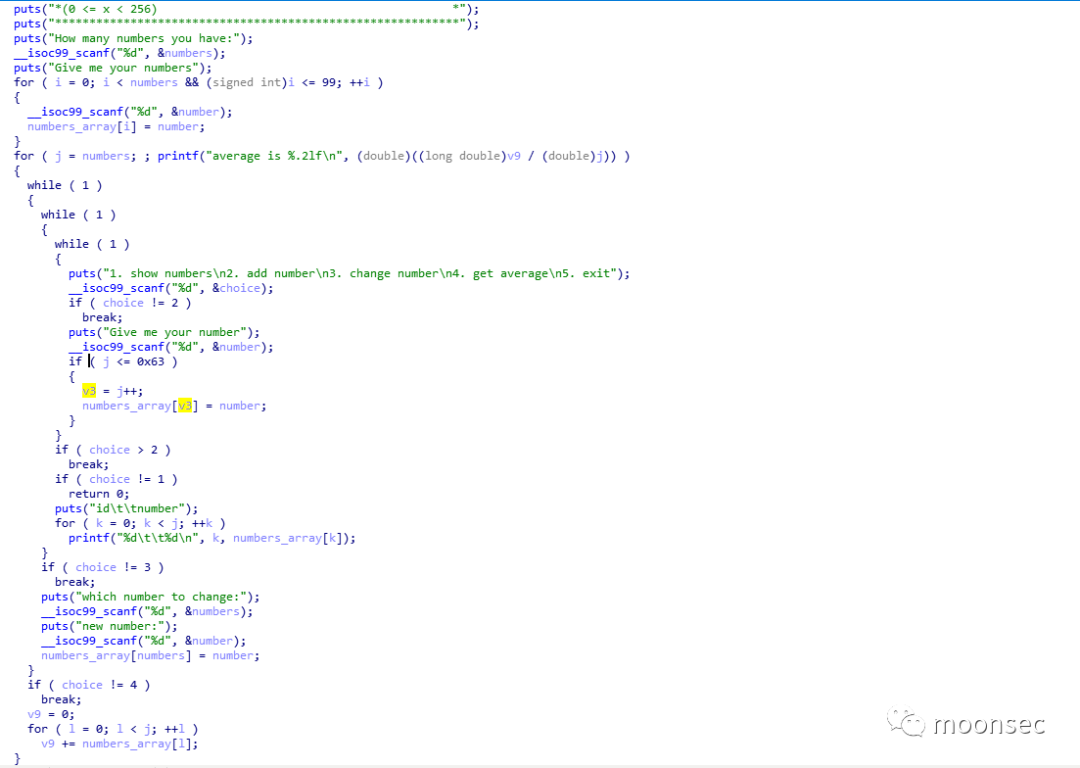 puts("*(0 <= x < 256)                                            *");
puts("************************************************************");
puts("How many numbers you have:");
__isoc99_scanf("%d", &numbers);
puts("Give me your numbers");
for ( i = 0; i < numbers && (signed int)i <= 99; ++i )
{
  __isoc99_scanf("%d", &number);
  numbers_array[i] = number;
}
for ( j = numbers; ; printf("average is %.2lf\n", (double)((long double)v9 / (double)j)) )
{
  while ( 1 )
  {
    while ( 1 )
    {
      while ( 1 )
      {
        puts("1. show numbers\n2. add number\n3. change number\n4. get average\n5. exit");
        __isoc99_scanf("%d", &choice);
        if ( choice != 2 )
          break;
        puts("Give me your number");
        __isoc99_scanf("%d", &number);
        if ( j <= 0x63 )
        {
          v3 = j++;
          numbers_array[v3] = number;
        }
      }
      if ( choice > 2 )
        break;
      if ( choice != 1 )
        return 0;
      puts("id\t\tnumber");
      for ( k = 0; k < j; ++k )
        printf("%d\t\t%d\n", k, numbers_array[k]);
    }
    if ( choice != 3 )
      break;
    puts("which number to change:");
    __isoc99_scanf("%d", &numbers);
    puts("new number:");
    __isoc99_scanf("%d", &number);
    numbers_array[numbers] = number;
  }
  if ( choice != 4 )
    break;
  v9 = 0;
  for ( l = 0; l < j; ++l )
    v9 += numbers_array[l];
}
moonsec